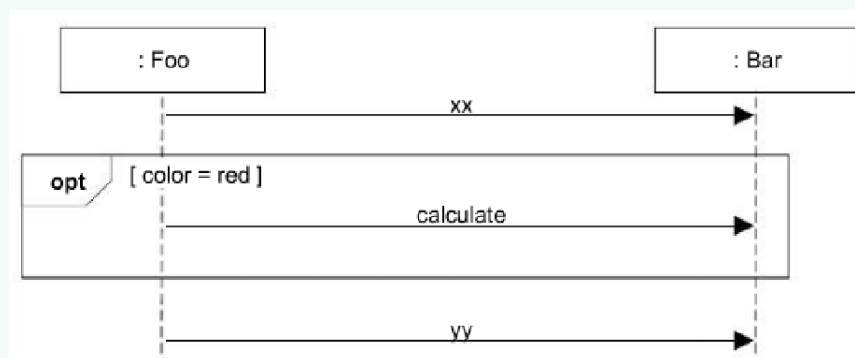 : Foo
: Bar
xx
opt
[ color = red ]
calculate
yy